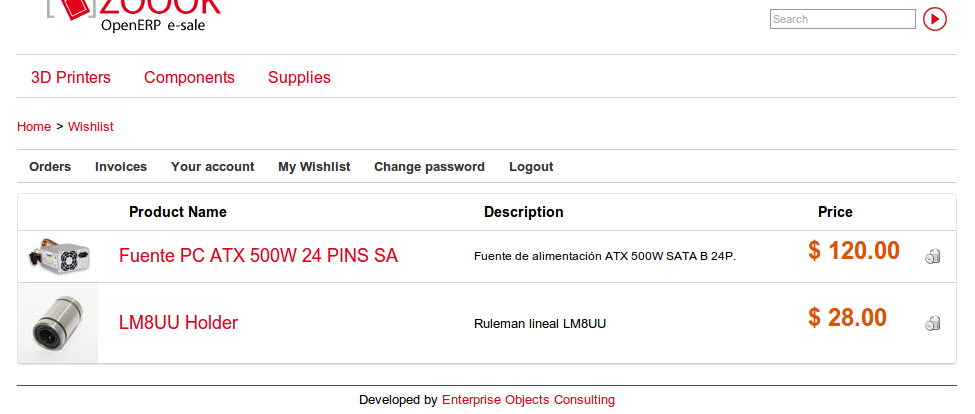 ZOOOK
OpenERP e-sale
Search
3D Printers Components Supplies
Home > Wishlist
Orders Invoices Your account My Wishlist Change password Logout
Product Name Description Price
Fuente PC ATX 500W 24 PINS SA Fuente de alimentación ATX 500W SATA B 24P. $ 120.00
LM8UU Holder Ruleman lineal LM8UU $ 28.00
Developed by Enterprise Objects Consulting